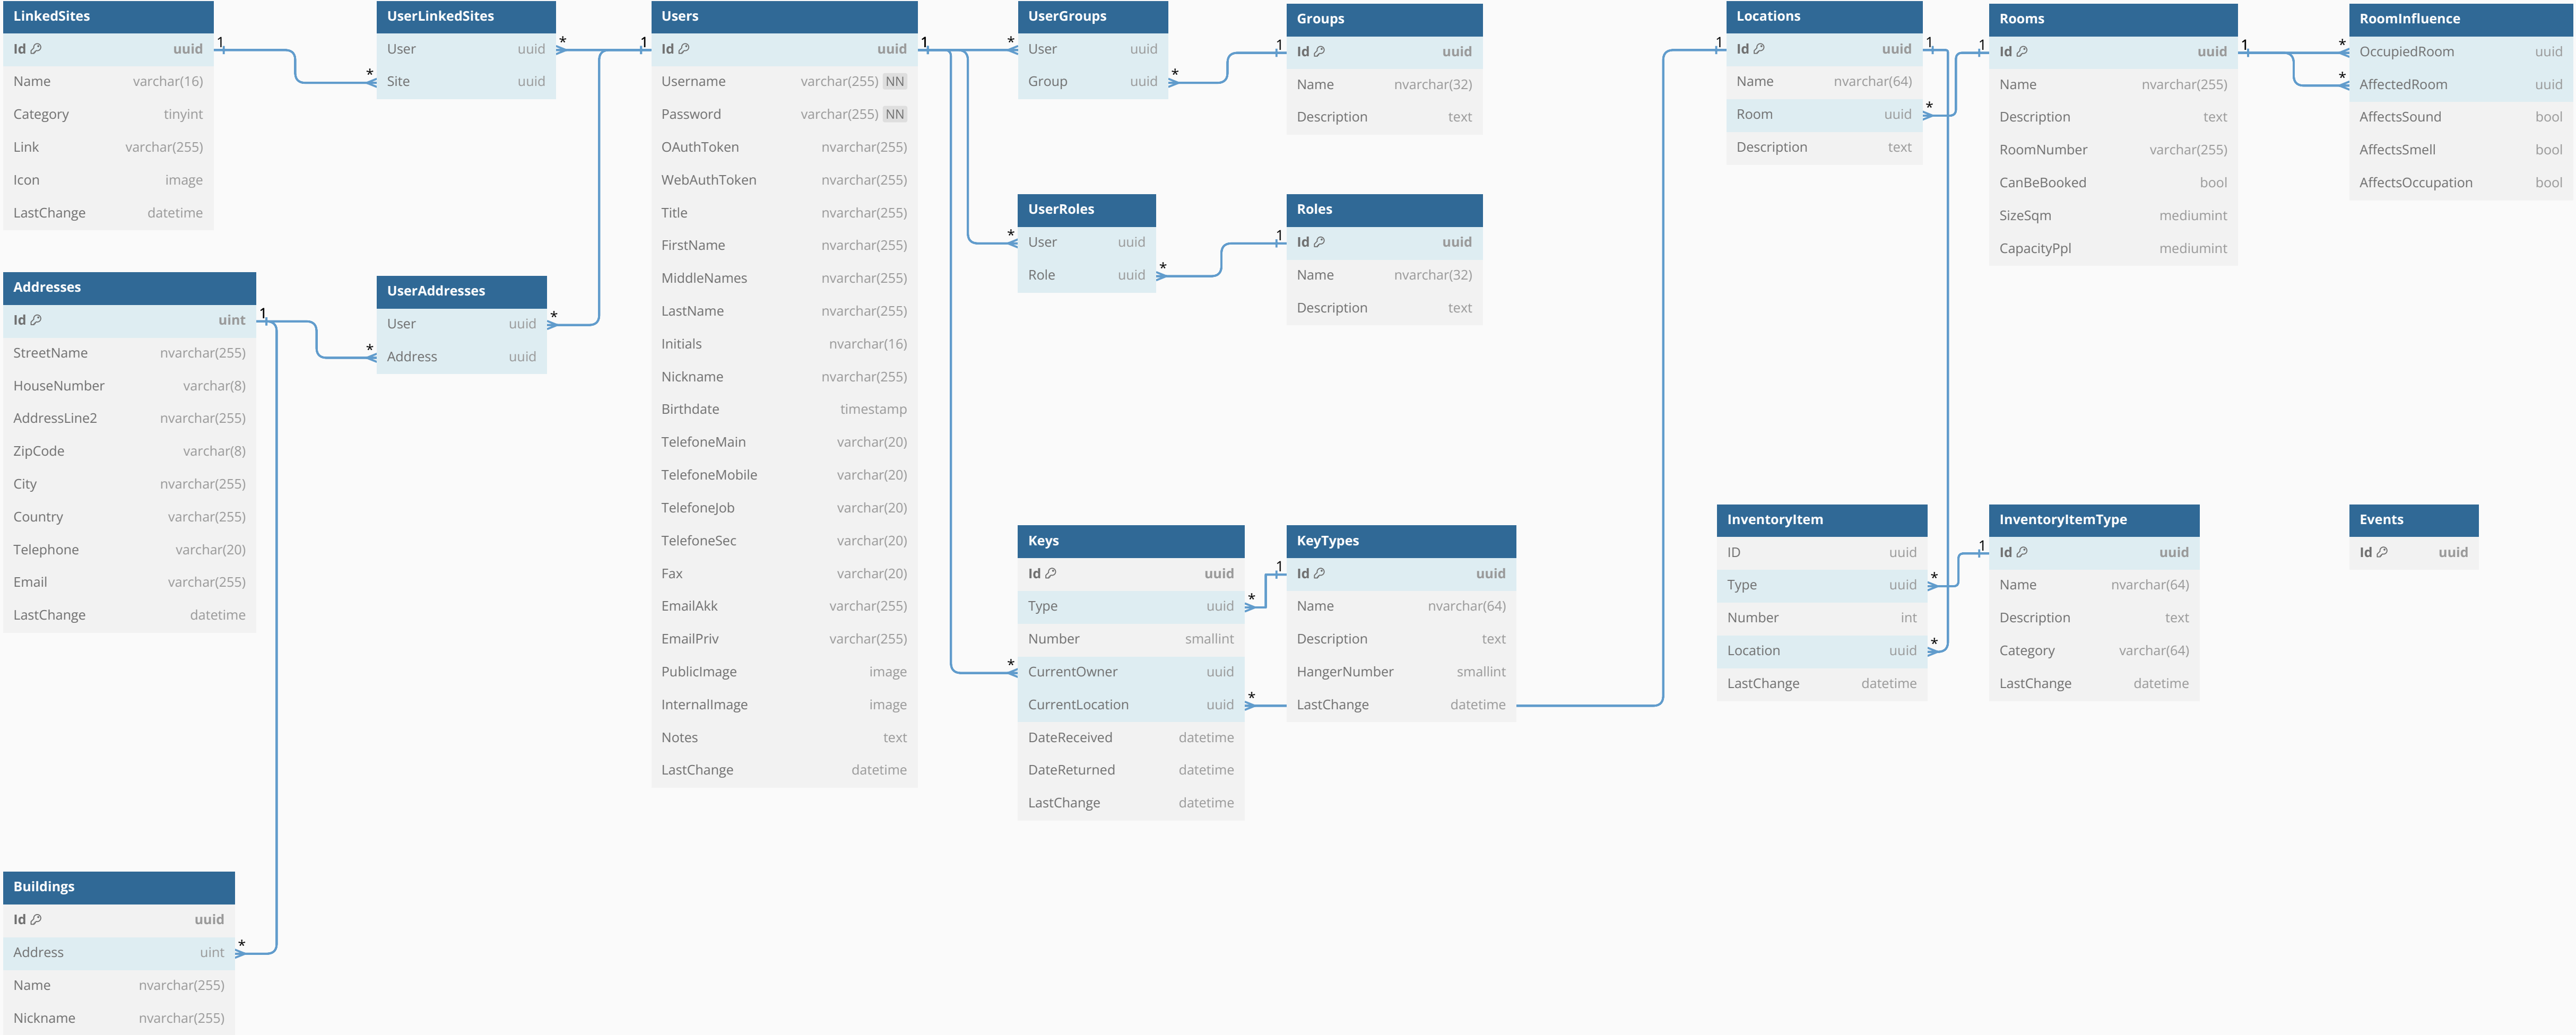 LinkedSites
Id uuid
Name varchar(16)
Category tinyint
Link varchar(255)
Icon image
LastChange datetime
1
*
UserLinkedSites
User uuid
Site uuid
*
1
Addresses
Id uint
StreetName nvarchar(255)
HouseNumber varchar(8)
AddressLine2 nvarchar(255)
ZipCode varchar(8)
City nvarchar(255)
Country varchar(255)
Telephone varchar(20)
Email varchar(255)
LastChange datetime
1
*
UserAddresses
User uuid
Address uuid
*
Buildings
Id uuid
Address uint
Name nvarchar(255)
Nickname nvarchar(255)
*
Users
Id uuid
Username varchar(255) NN
Password varchar(255) NN
OAuthToken nvarchar(255)
WebAuthToken nvarchar(255)
Title nvarchar(255)
FirstName nvarchar(255)
MiddleNames nvarchar(255)
LastName nvarchar(255)
Initials nvarchar(16)
Nickname nvarchar(255)
Birthdate timestamp
TelefoneMain varchar(20)
TelefoneMobile varchar(20)
TelefoneJob varchar(20)
TelefoneSec varchar(20)
Fax varchar(20)
EmailAkk varchar(255)
EmailPriv varchar(255)
PublicImage image
InternalImage image
Notes text
LastChange datetime
1
*
UserGroups
User uuid
Group uuid
*
1
Groups
Id uuid
Name nvarchar(32)
Description text
*
UserRoles
User uuid
Role uuid
*
1
Roles
Id uuid
Name nvarchar(32)
Description text
Keys
Id uuid
Type uuid
Number smallint
CurrentOwner uuid
CurrentLocation uuid
DateReceived datetime
DateReturned datetime
LastChange datetime
*
*
*
1
KeyTypes
Id uuid
Name nvarchar(64)
Description text
HangerNumber smallint
LastChange datetime
1
Locations
Id uuid
Name nvarchar(64)
Room uuid
Description text
1
*
1
Rooms
Id uuid
Name nvarchar(255)
Description text
RoomNumber varchar(255)
CanBeBooked bool
SizeSqm mediumint
CapacityPpl mediumint
1
*
*
RoomInfluence
OccupiedRoom uuid
AffectedRoom uuid
AffectsSound bool
AffectsSmell bool
AffectsOccupation bool
InventoryItem
ID uuid
Type uuid
Number int
Location uuid
LastChange datetime
*
*
1
InventoryItemType
Id uuid
Name nvarchar(64)
Description text
Category varchar(64)
LastChange datetime
Events
Id uuid